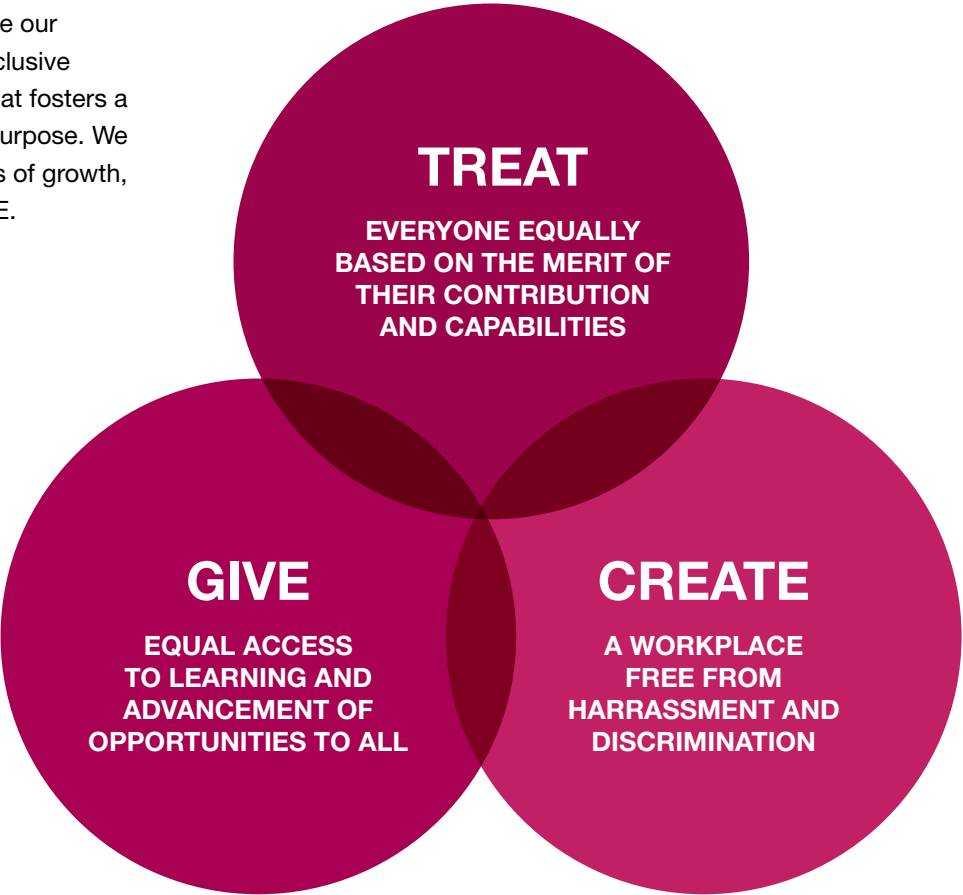 e our
clusive
at fosters a
urpose. We
s of growth,
E.
TREAT
EVERYONE EQUALLY
BASED ON THE MERIT OF
THEIR CONTRIBUTION
AND CAPABILITIES
GIVE
EQUAL ACCESS
TO LEARNING AND
ADVANCEMENT OF
OPPORTUNITIES TO ALL
CREATE
A WORKPLACE
FREE FROM
HARRASSMENT AND
DISCRIMINATION